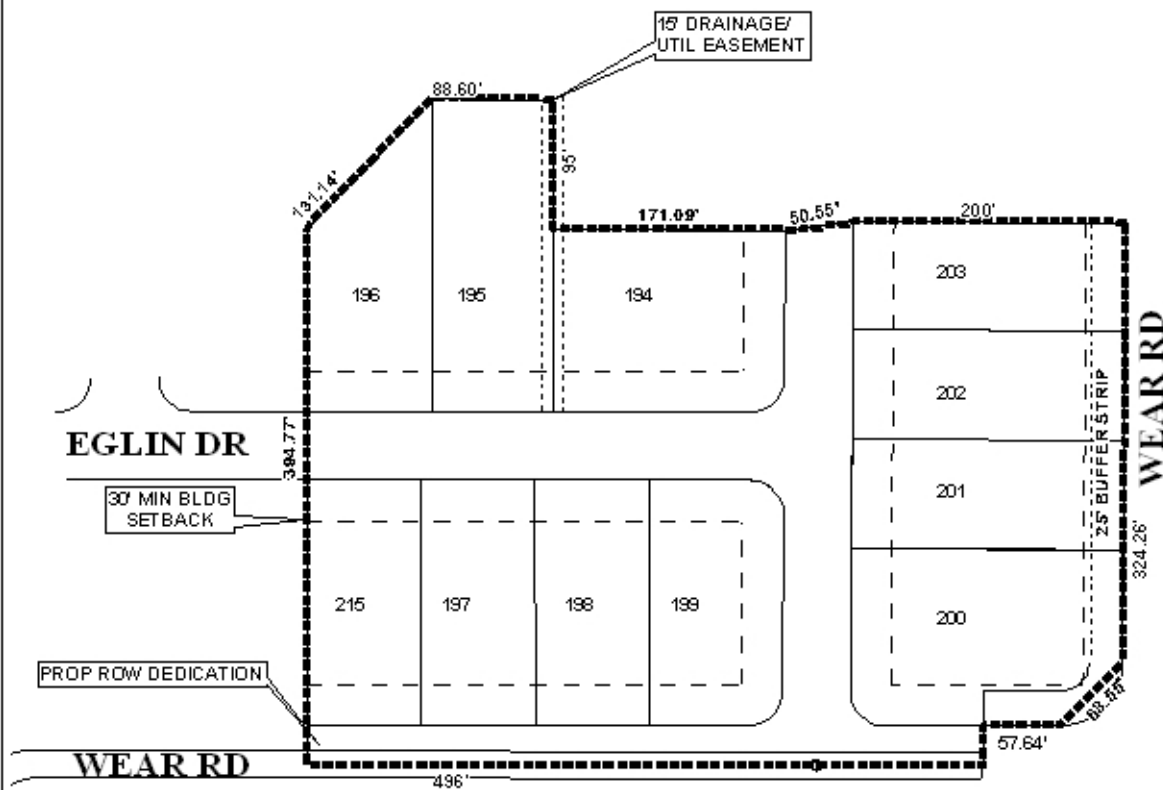 15' DRAINAGE/
UTIL EASEMENT
88.60'
131.14'
95'
171.09'
50.55'
200'
196
195
194
203
202
201
200
WEAR RD
25' BUFFER STRIP
324.26'
EGLIN DR
394.77'
30' MIN BLDG
SETBACK
215
197
198
199
PROP ROW DEDICATION
57.64'
WEAR RD
496'